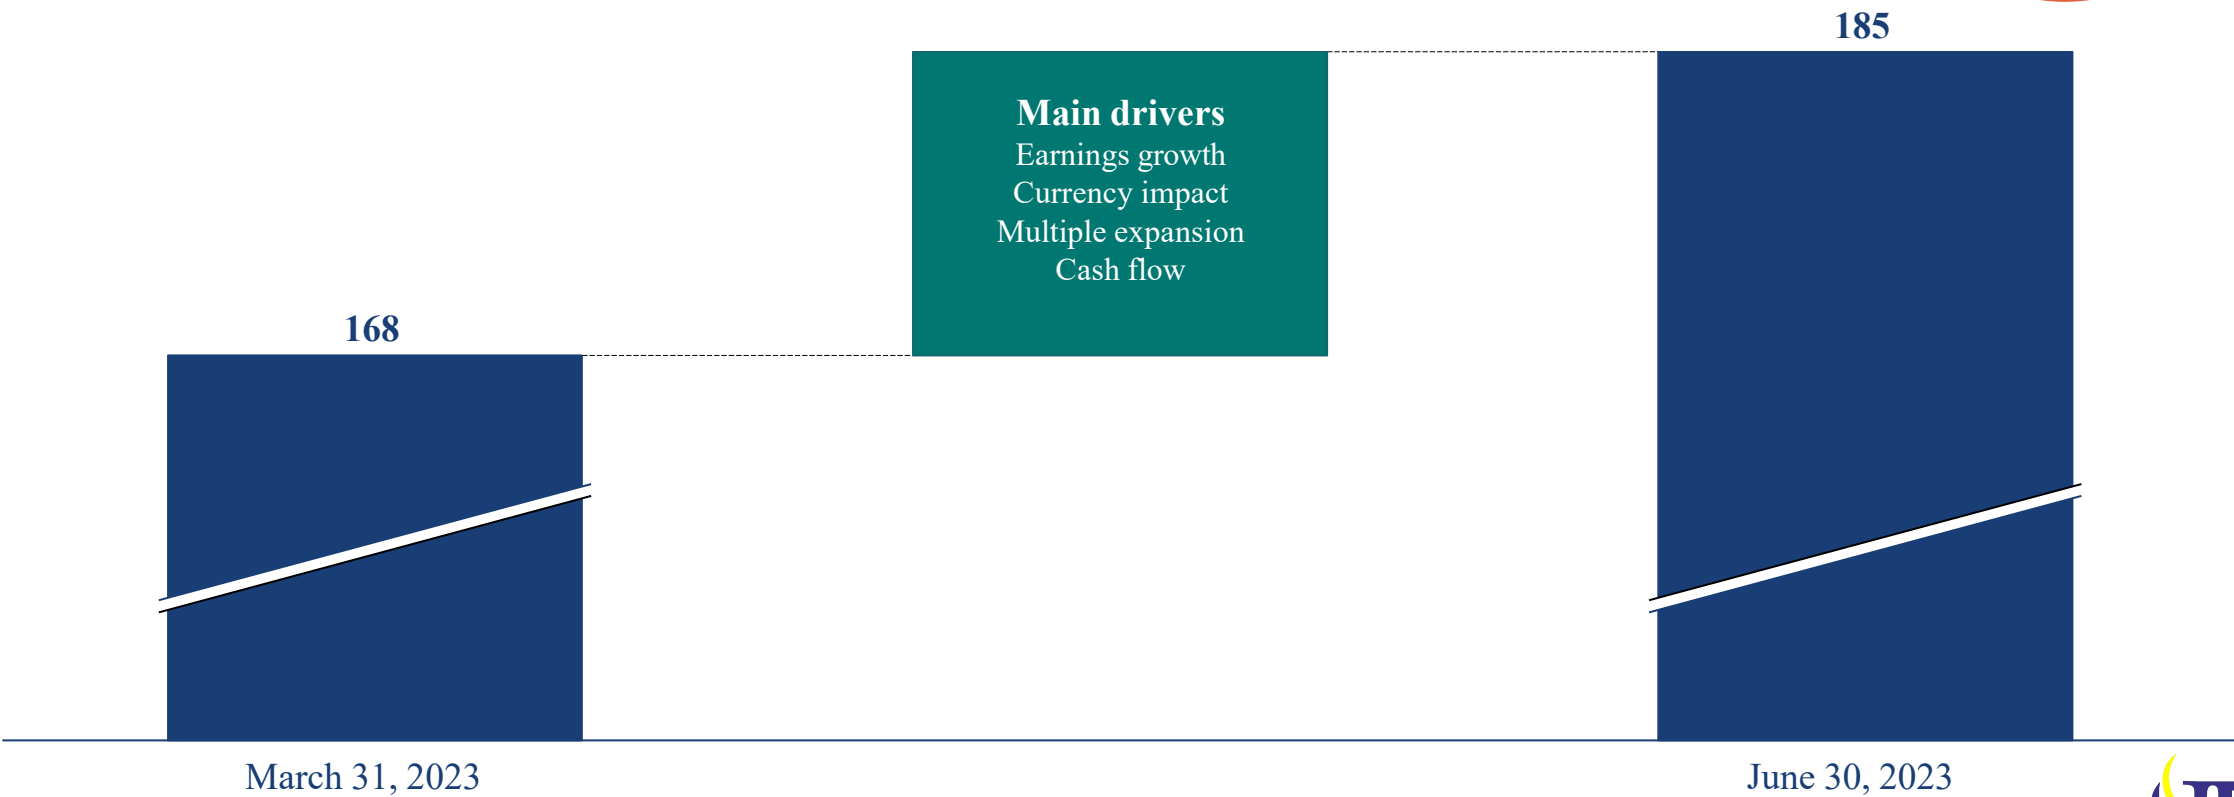 185
Main drivers
Earnings growth
Currency impact
Multiple expansion
Cash flow
168
March 31, 2023
June 30, 2023